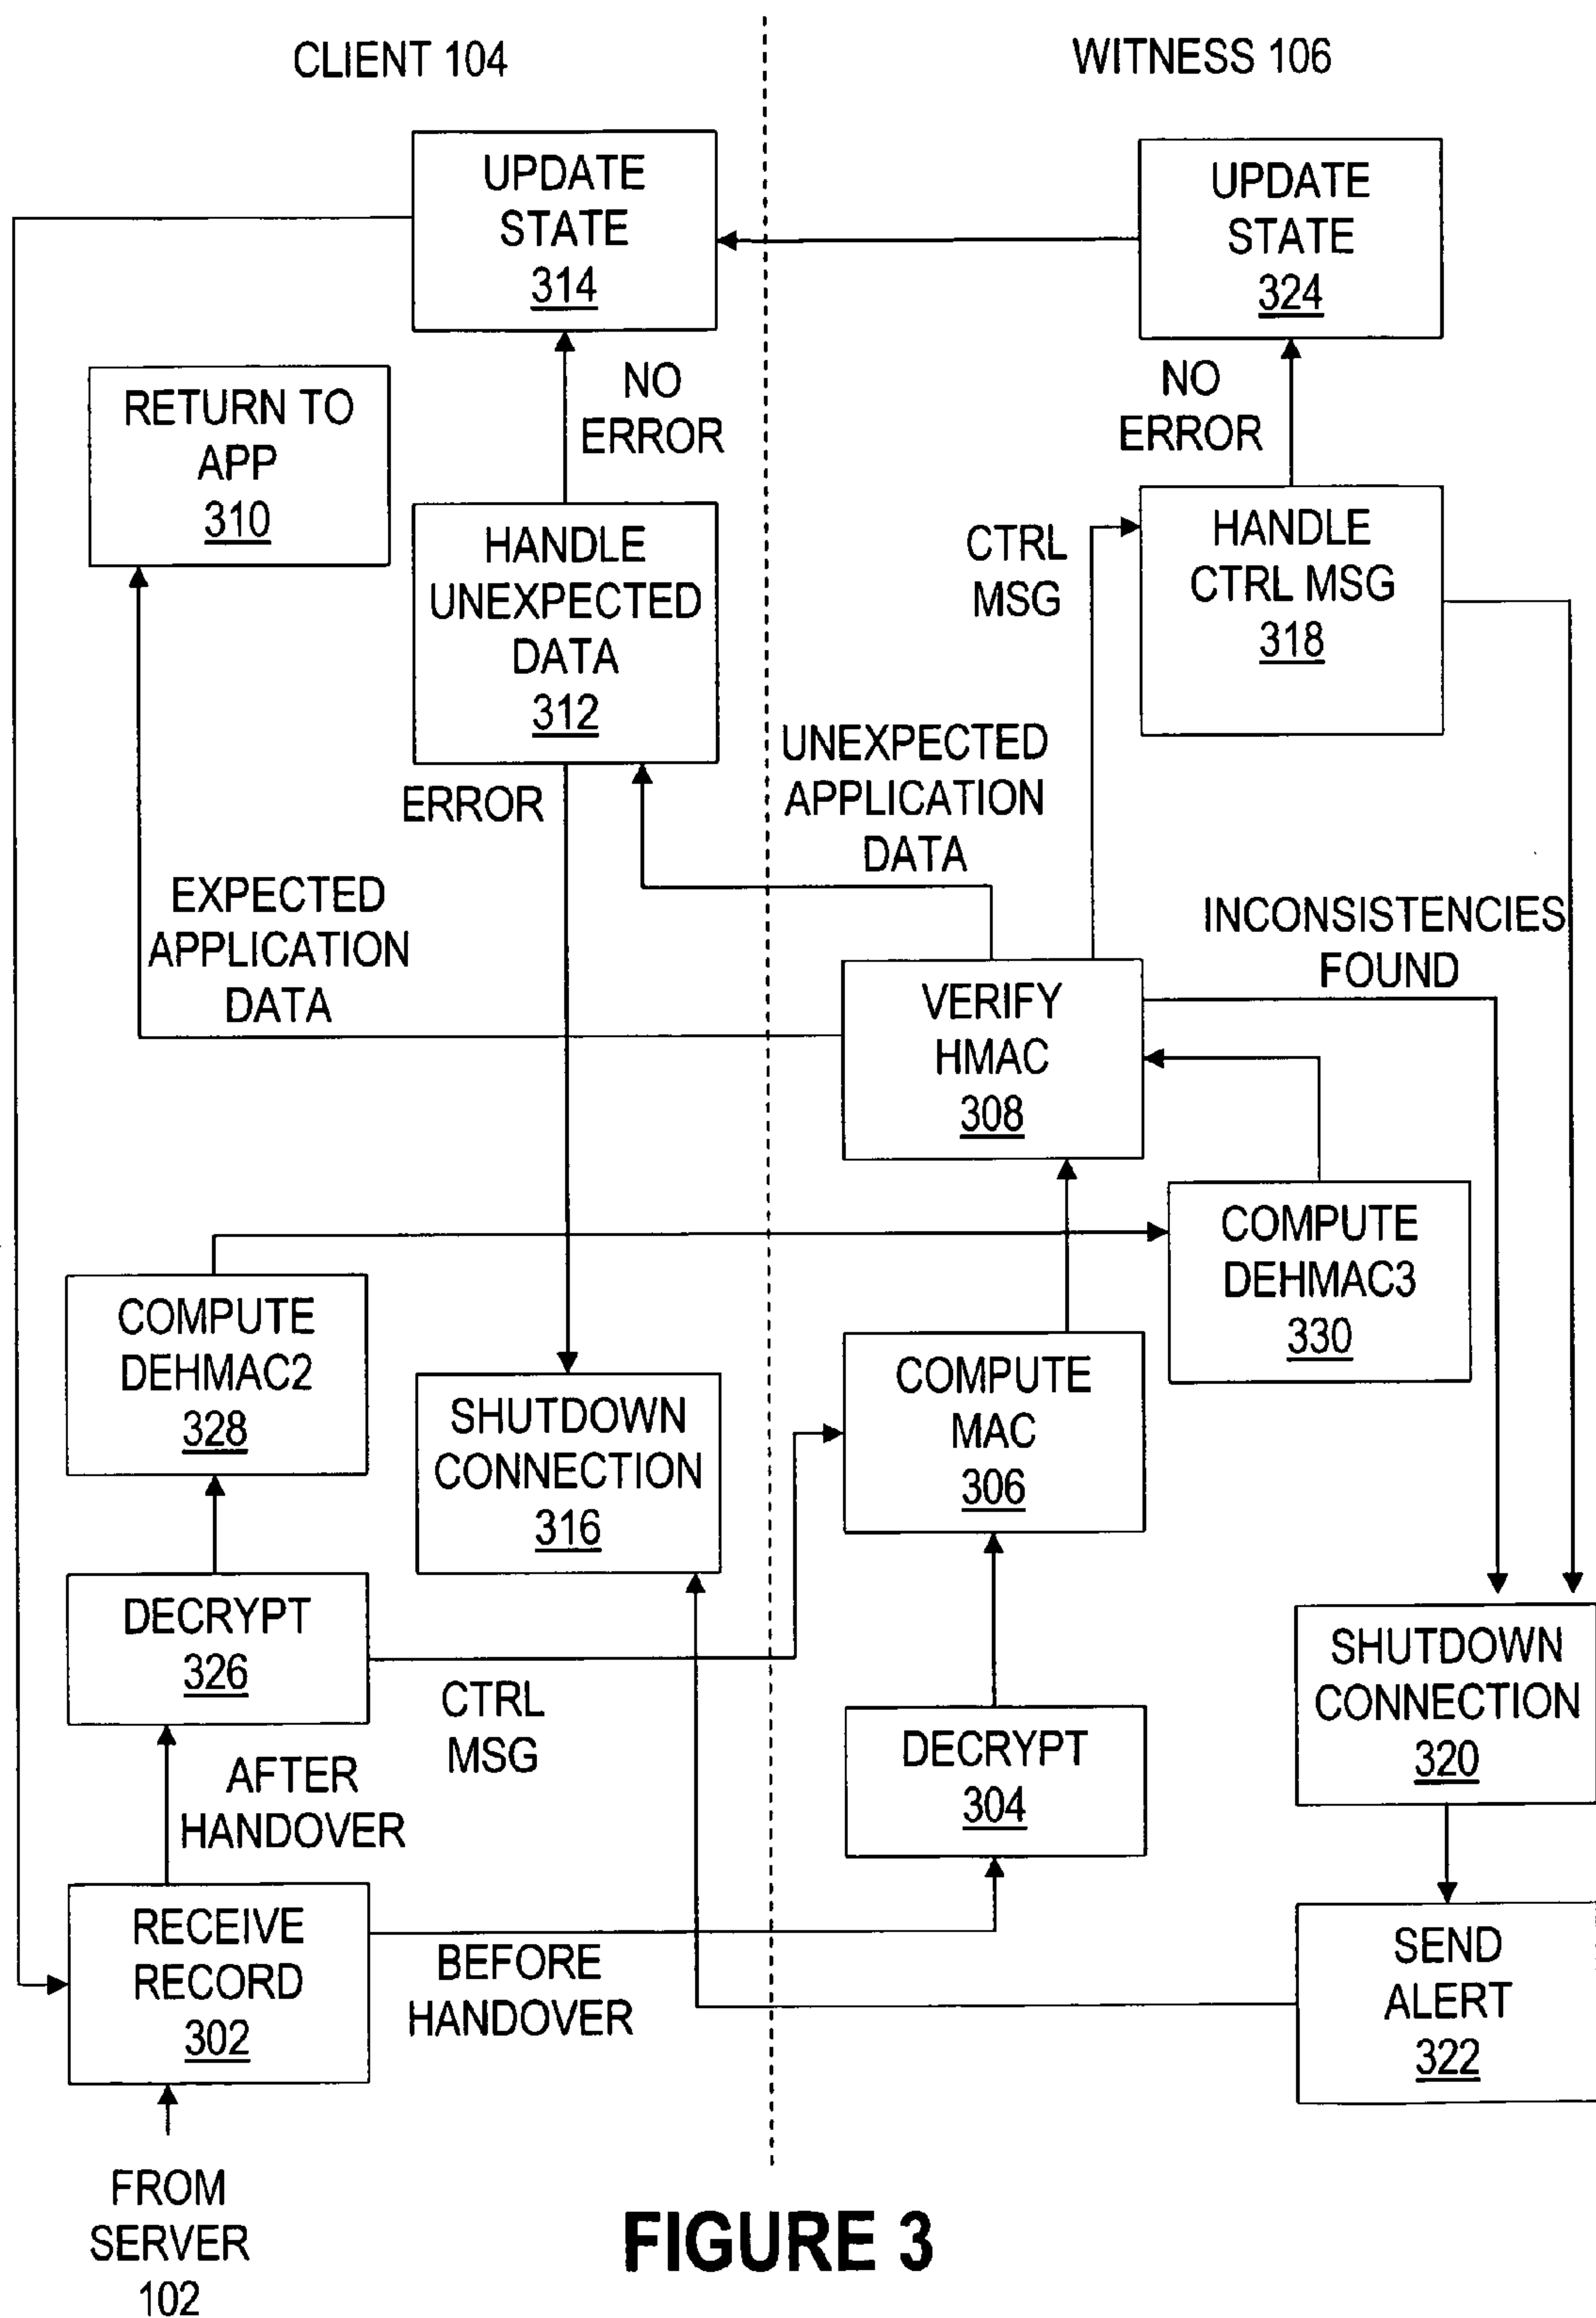 CLIENT 104
WITNESS 106
UPDATE
STATE
314
UPDATE
STATE
324
RETURN TO
APP
310
NO
ERROR
NO
ERROR
HANDLE
UNEXPECTED
DATA
312
CTRL
MSG
HANDLE
CTRL MSG
318
ERROR
UNEXPECTED
APPLICATION
DATA
EXPECTED
APPLICATION
DATA
INCONSISTENCIES
FOUND
VERIFY
HMAC
308
COMPUTE
DEHMAC2
328
COMPUTE
DEHMAC3
330
SHUTDOWN
CONNECTION
316
COMPUTE
MAC
306
DECRYPT
326
CTRL
MSG
DECRYPT
304
SHUTDOWN
CONNECTION
320
AFTER
HANDOVER
RECEIVE
RECORD
302
BEFORE
HANDOVER
SEND
ALERT
322
FROM
SERVER
102
FIGURE 3